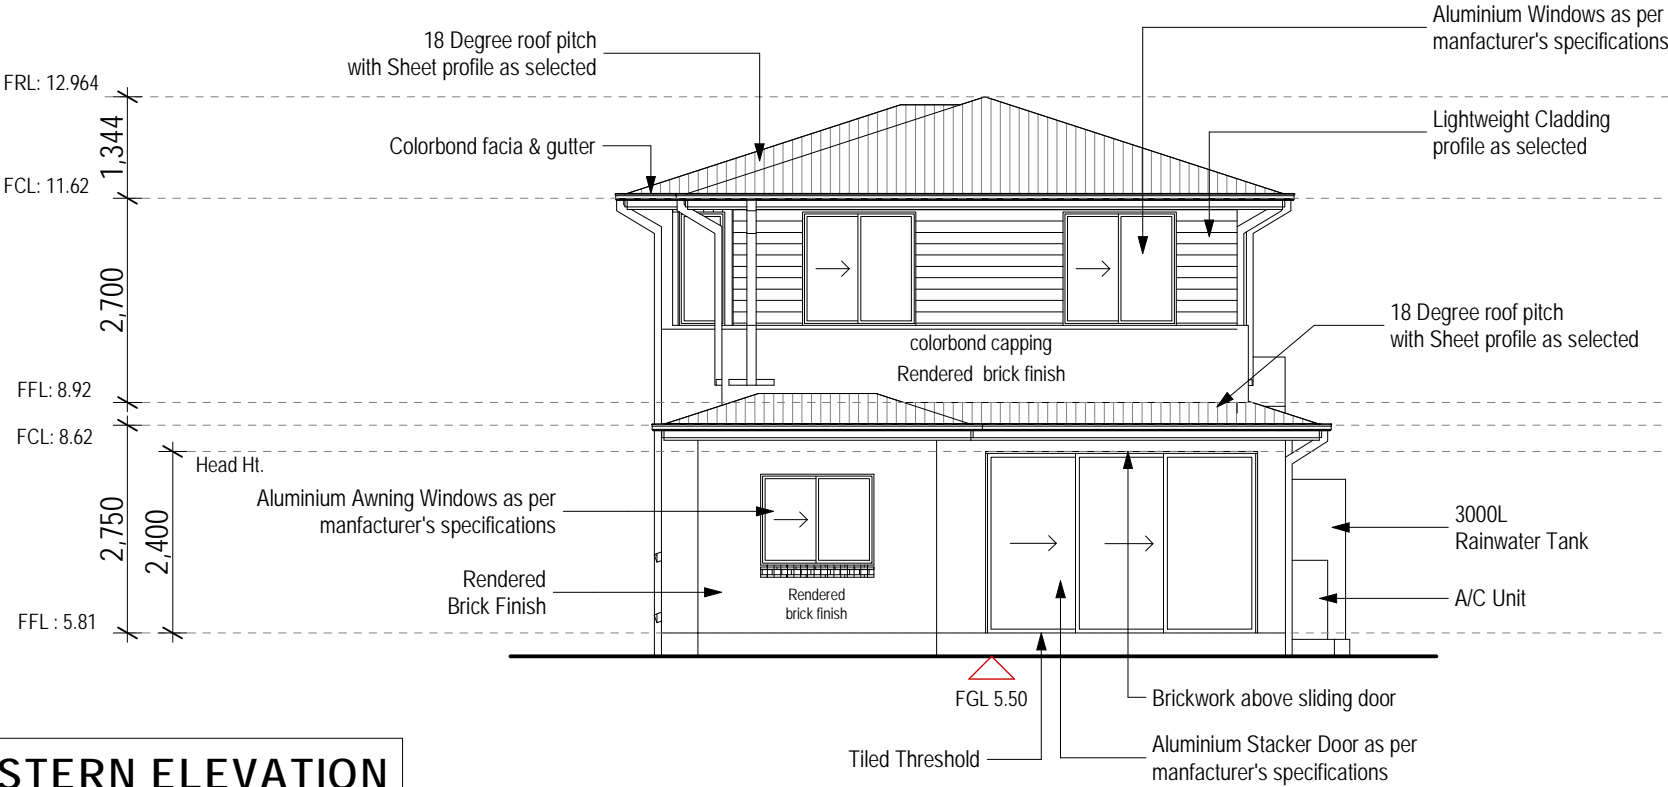 Aluminium Windows as per
manfacturer's specifications
18 Degree roof pitch
with Sheet profile as selected
FRL: 12.964
1,344
Lightweight Cladding
profile as selected
Colorbond facia & gutter
FCL: 11.62
2,700
18 Degree roof pitch
with Sheet profile as selected
colorbond capping
Rendered brick finish
FFL: 8.92
FCL: 8.62
Head Ht.
Aluminium Awning Windows as per
manfacturer's specifications
2,750
2,400
3000L
Rainwater Tank
Rendered
Brick Finish
Rendered
brick finish
A/C Unit
FFL : 5.81
FGL 5.50
Brickwork above sliding door
Tiled Threshold
Aluminium Stacker Door as per
manfacturer's specifications
STERN ELEVATION